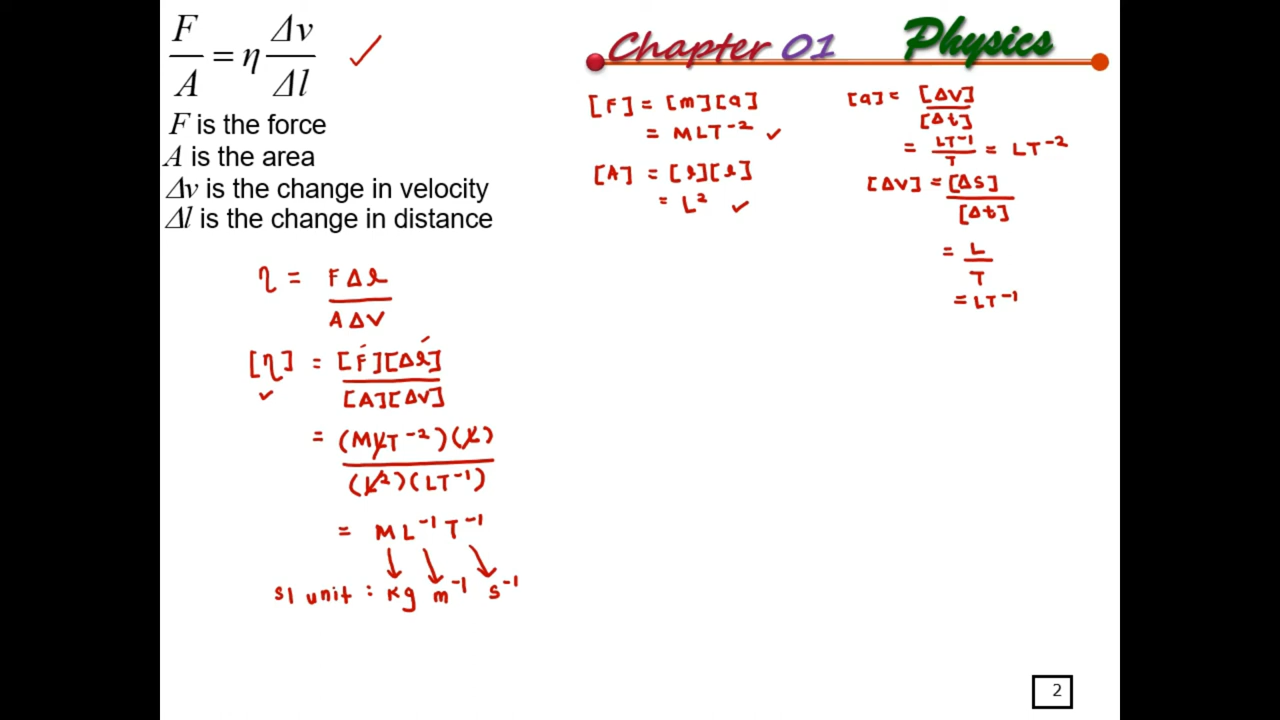 F/A = η Δv/Δl ✓
F is the force
A is the area
Δv is the change in velocity
Δl is the change in distance
η = FΔl / AΔV
[η] = [F][Δl] / [A][ΔV]
✓
= (MLT⁻²)(L) / (L²)(LT⁻¹)
= ML⁻¹T⁻¹
SI unit : kg m⁻¹ s⁻¹
Chapter 01 Physics
[F] = [m][a]
= MLT⁻² ✓
[A] = [l][l]
= L² ✓
[a] = [ΔV] / [Δt]
= LT⁻¹ / T = LT⁻²
[ΔV] = [ΔS] / [Δt]
= L / T
= LT⁻¹
2